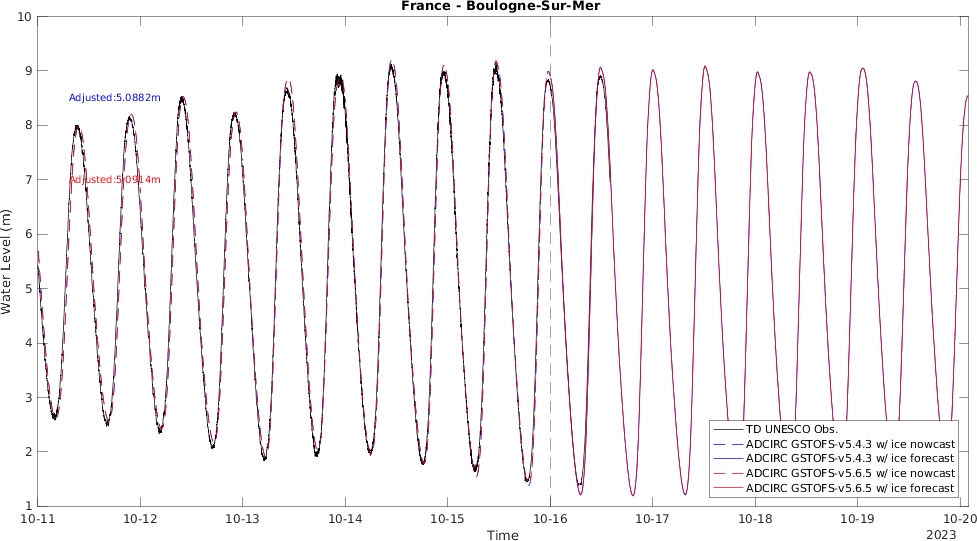 France - Boulogne-Sur-Mer
10
9
8
7
6
5
4
3
2
1
Water Level (m)
Adjusted:5.0882m
Adjusted:5.0914m
TD UNESCO Obs.
ADCIRC GSTOFS-v5.4.3 w/ ice nowcast
ADCIRC GSTOFS-v5.4.3 w/ ice forecast
ADCIRC GSTOFS-v5.6.5 w/ ice nowcast
ADCIRC GSTOFS-v5.6.5 w/ ice forecast
10-11 10-12 10-13 10-14 10-15 10-16 10-17 10-18 10-19 10-20
Time
2023